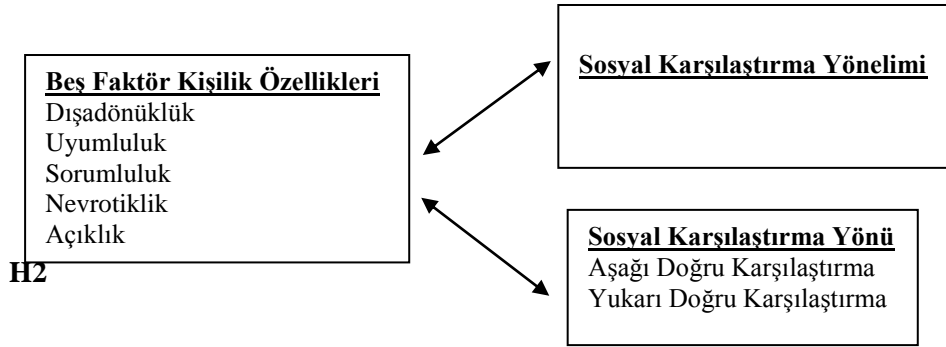 Beş Faktör Kişilik Özellikleri
Dışadönüklük
Uyumluluk
Sorumluluk
Nevrotiklik
Açıklık
H2
Sosyal Karşılaştırma Yönelimi
Sosyal Karşılaştırma Yönü
Aşağı Doğru Karşılaştırma
Yukarı Doğru Karşılaştırma